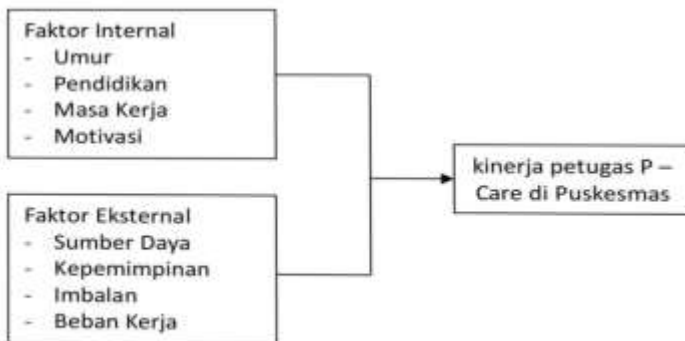 Faktor Internal
- Umur
- Pendidikan
- Masa Kerja
- Motivasi
kinerja petugas P –
Care di Puskesmas
Faktor Eksternal
- Sumber Daya
- Kepemimpinan
- Imbalan
- Beban Kerja